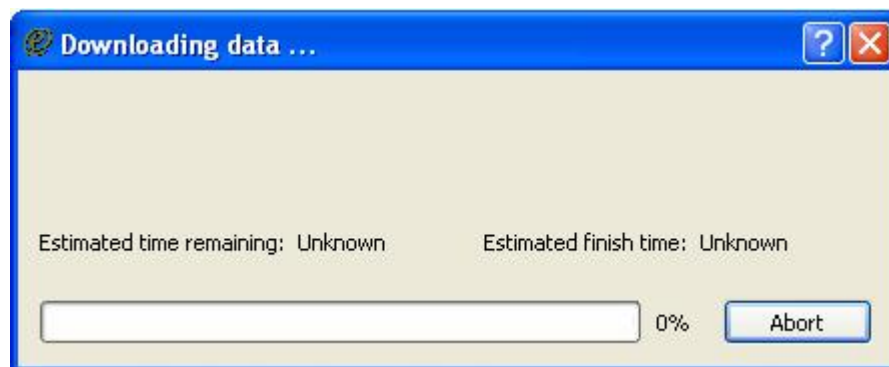 Downloading data ...
Estimated time remaining: Unknown Estimated finish time: Unknown
0% Abort